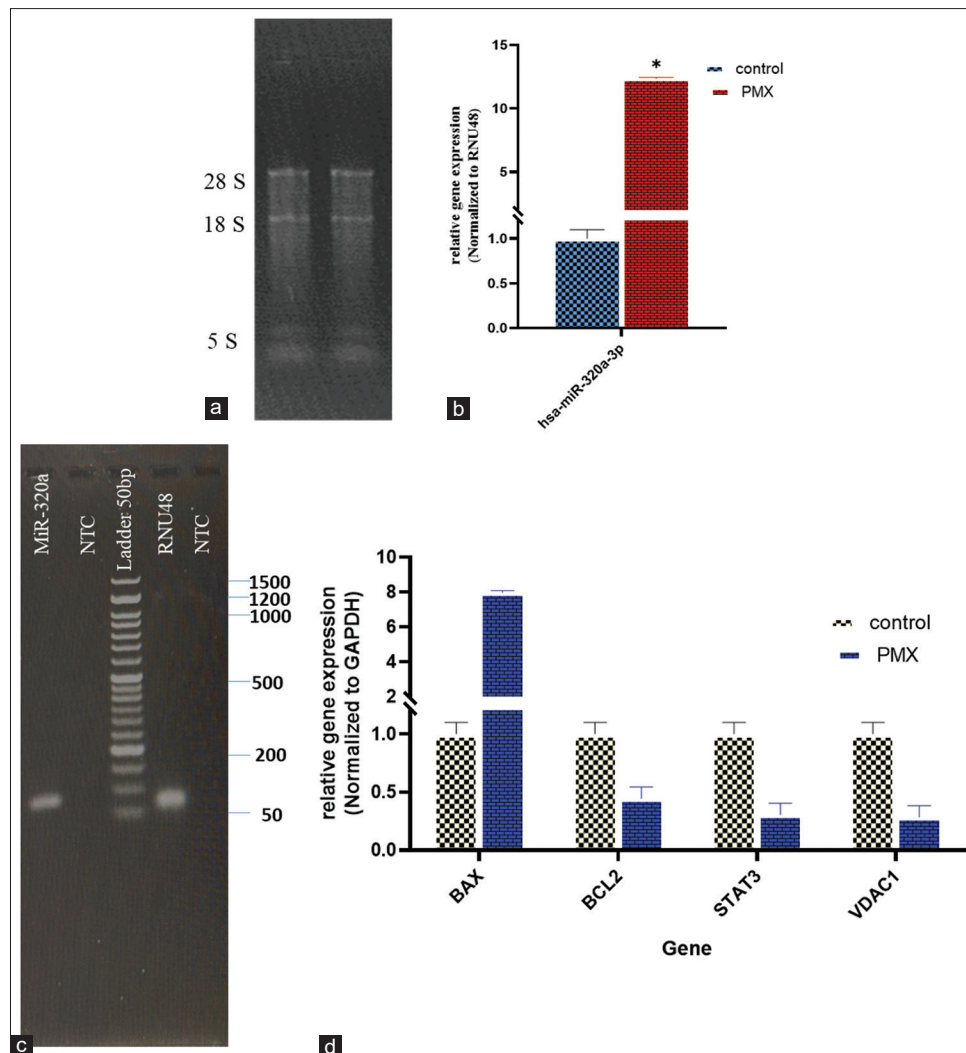 28 S
18 S
5 S
a
relative gene expression
(Normalized to RNU48)
15
10
5
1.0
0.5
0.0
*
control
PMX
hsa-miR-320a-3p
b
MiR-320a
NTC
Ladder 50bp
RNU48
NTC
1500
1200
1000
500
200
50
c
relative gene expression
(Normalized to GAPDH)
10
8
6
4
2
1.0
0.5
0.0
control
PMX
BAX
BCL2
STAT3
VDAC1
Gene
d